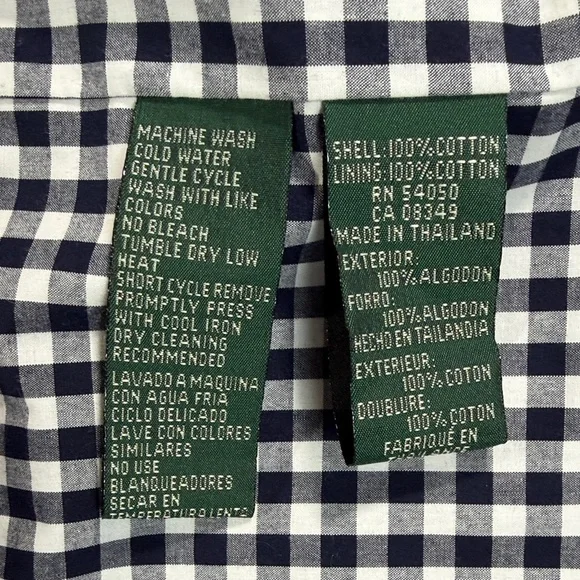 MACHINE WASH
COLD WATER
GENTLE CYCLE
WASH WITH LIKE
COLORS
NO BLEACH
TUMBLE DRY LOW
HEAT
SHORT CYCLE REMOVE
PROMPTLY PRESS
WITH COOL IRON
DRY CLEANING
RECOMMENDED
LAVADO A MAQUINA
CON AGUA FRIA
CICLO DELICADO
LAVE CON COLORES
SIMILARES
NO USE
BLANQUEADORES
SECAR EN
TEMPERATURA LENTA
SHELL:100%COTTON
LINING:100%COTTON
RN 54050
CA 08349
MADE IN THAILAND
EXTERIOR:
100%ALGODON
FORRO:
100%ALGODON
HECHO EN TAILANDIA
EXTERIEUR:
100%COTON
DOUBLURE:
100%COTON
FABRIQUÉ EN